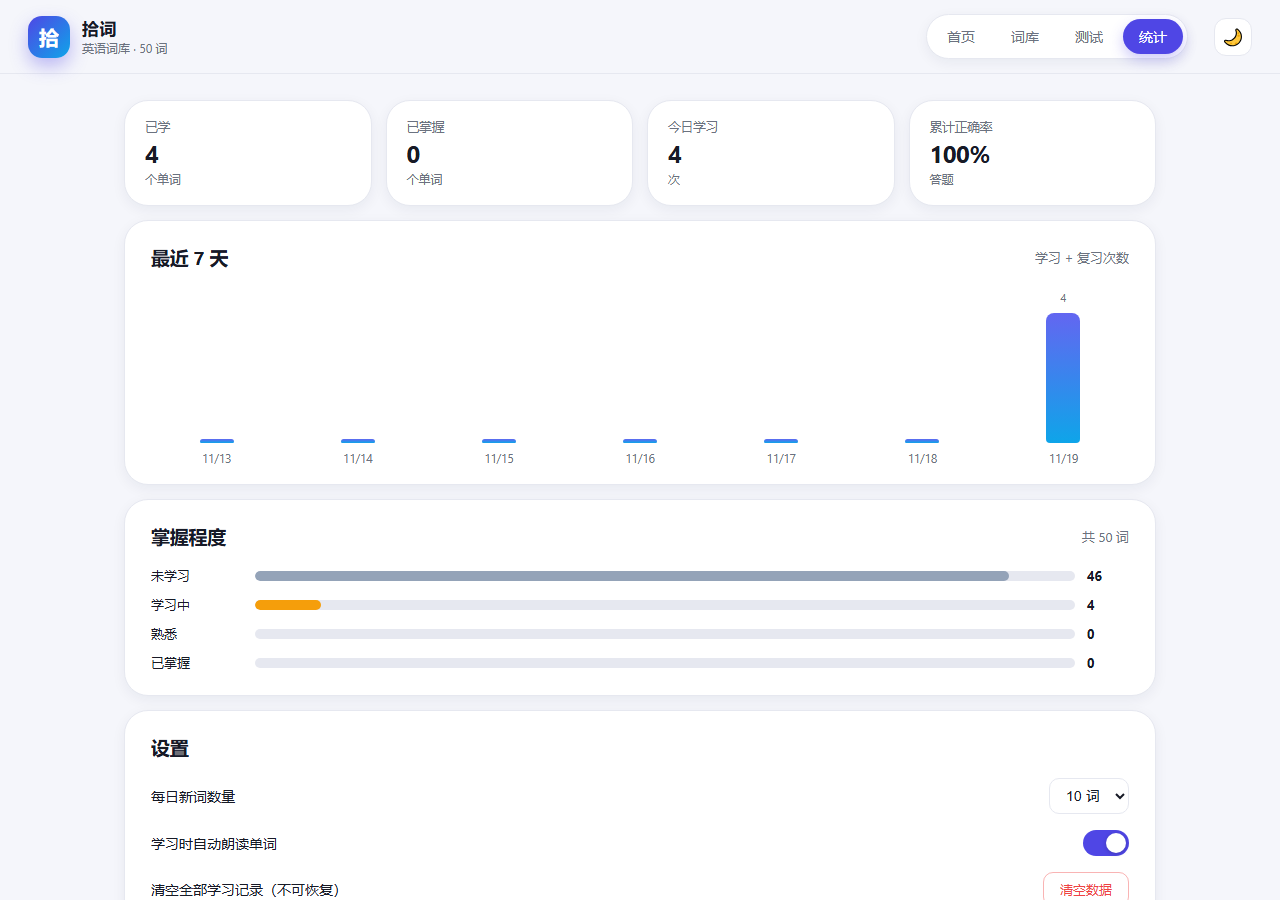 拾
拾词
英语词库 · 50 词
首页
词库
测试
统计
已学
4
个单词
已掌握
0
个单词
今日学习
4
次
累计正确率
100%
答题
最近 7 天
学习 + 复习次数
4
11/13
11/14
11/15
11/16
11/17
11/18
11/19
掌握程度
共 50 词
未学习
46
学习中
4
熟悉
0
已掌握
0
设置
每日新词数量
10 词
学习时自动朗读单词
清空全部学习记录（不可恢复）
清空数据